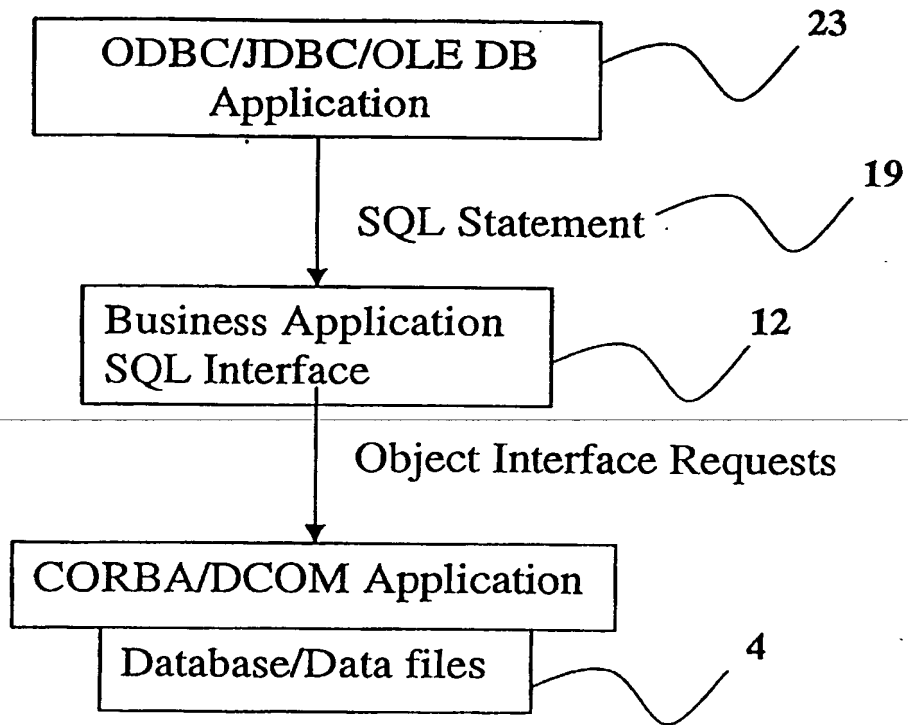 ODBC/JDBC/OLE DB
Application
23
SQL Statement
19
Business Application
SQL Interface
12
Object Interface Requests
CORBA/DCOM Application
Database/Data files
4